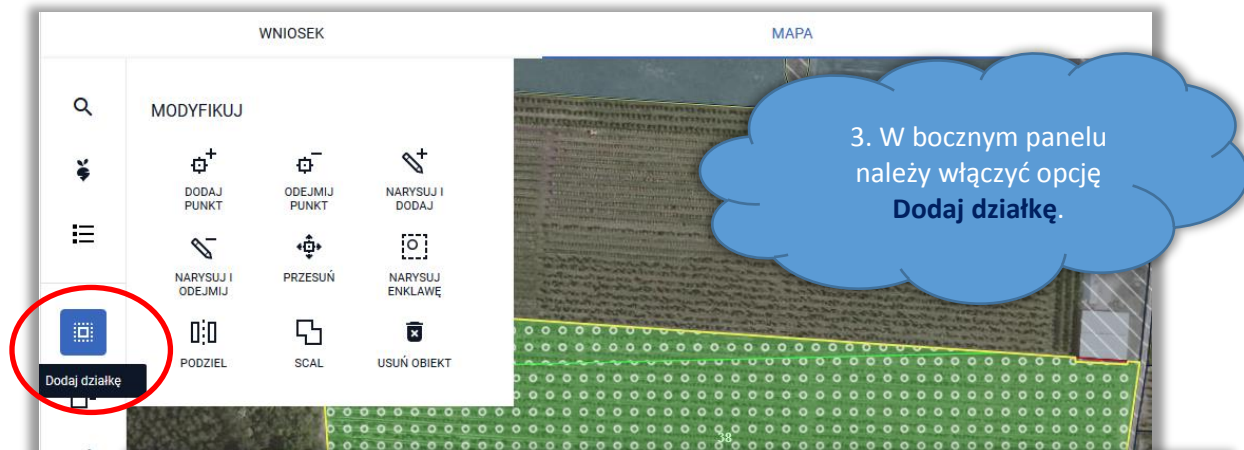 WNIOSEK
MAPA
MODYFIKUJ
DODAJ
PUNKT
ODEJMIJ
PUNKT
NARYSUJ I
DODAJ
NARYSUJ I
ODEJMIJ
PRZESUŃ
NARYSUJ
ENKLAWĘ
PODZIEL
SCAL
USUŃ OBIEKT
Dodaj działkę
3. W bocznym panelu
należy włączyć opcję
Dodaj działkę.
38